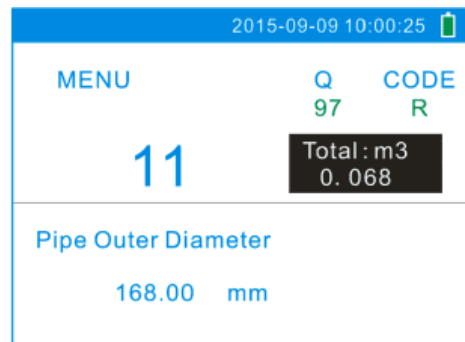 2015-09-09 10:00:25
MENU Q CODE
97 R
11 Total:m3
0.068
Pipe Outer Diameter
168.00 mm